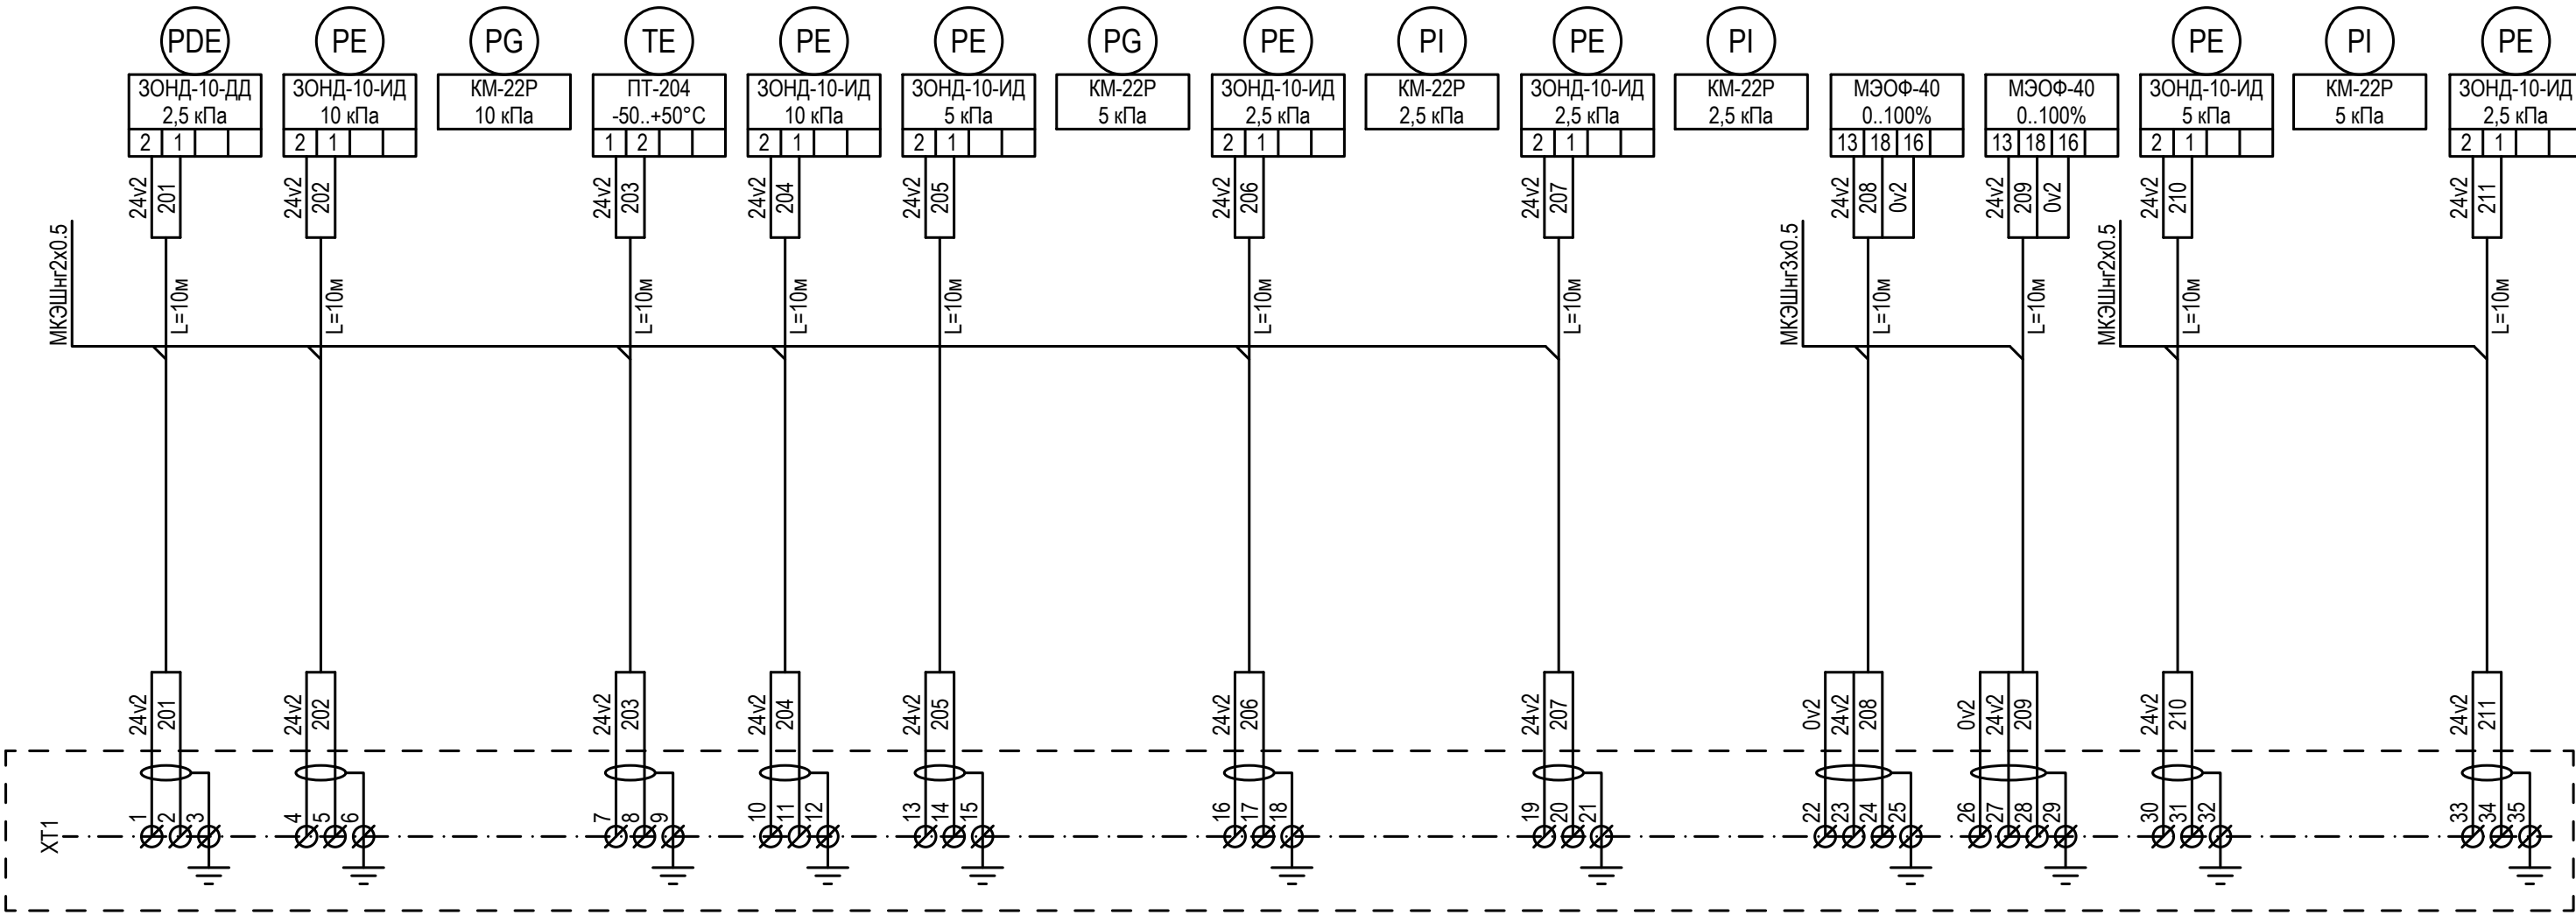 PDE PE PG TE PE PE PG PE PI PE PI PE PI PE
ЗОНД-10-ДД ЗОНД-10-ИД КМ-22Р ПТ-204 ЗОНД-10-ИД ЗОНД-10-ИД КМ-22Р ЗОНД-10-ИД КМ-22Р ЗОНД-10-ИД КМ-22Р МЭОФ-40 МЭОФ-40 ЗОНД-10-ИД КМ-22Р ЗОНД-10-ИД
2,5 кПа 10 кПа 10 кПа -50..+50°С 10 кПа 5 кПа 5 кПа 2,5 кПа 2,5 кПа 2,5 кПа 2,5 кПа 0..100% 0..100% 5 кПа 5 кПа 2,5 кПа
2 1 2 1 1 2 2 1 2 1 2 1 2 1 13 18 16 13 18 16 2 1 2 1
24v2 201 24v2 202 24v2 203 24v2 204 24v2 205 24v2 206 24v2 207 24v2 208 0v2 24v2 209 0v2 24v2 210 24v2 211
МКЭШнг2х0.5 L=10м L=10м L=10м L=10м L=10м L=10м L=10м МКЭШнг3х0.5 L=10м L=10м МКЭШнг2х0.5 L=10м L=10м
24v2 201 24v2 202 24v2 203 24v2 204 24v2 205 24v2 206 24v2 207 0v2 24v2 208 0v2 24v2 209 24v2 210 24v2 211
XT1 1 2 3 4 5 6 7 8 9 10 11 12 13 14 15 16 17 18 19 20 21 22 23 24 25 26 27 28 29 30 31 32 33 34 35